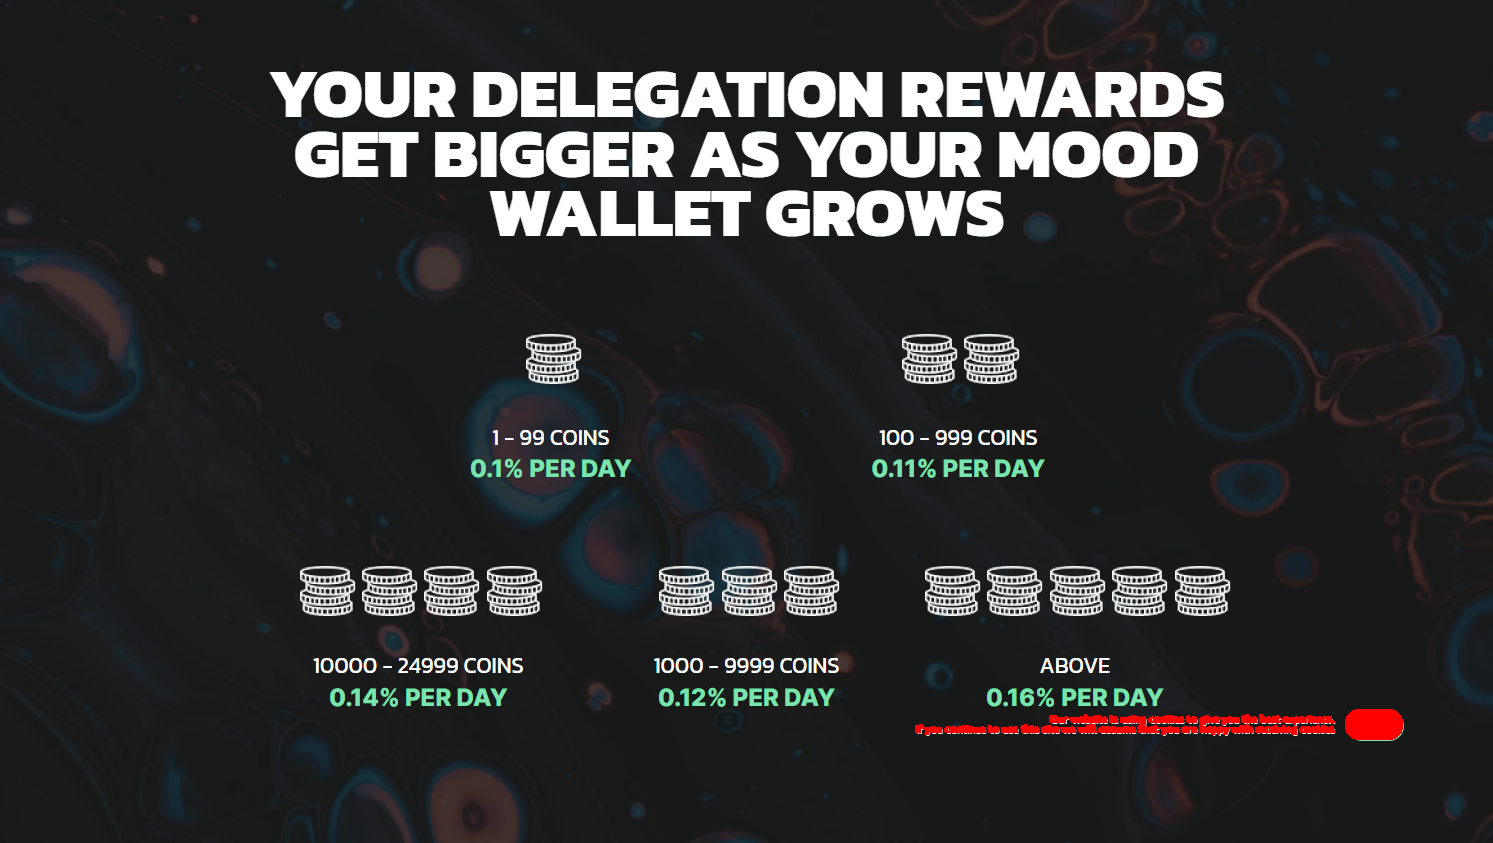 YOUR DELEGATION REWARDS
GET BIGGER AS YOUR MOOD
WALLET GROWS
1 - 99 COINS
0.1% PER DAY
100 - 999 COINS
0.11% PER DAY
10000 - 24999 COINS
0.14% PER DAY
1000 - 9999 COINS
0.12% PER DAY
ABOVE
0.16% PER DAY
Our website is using cookies to give you the best experience.
If you continue to use this site we will assume that you are happy with receiving cookies